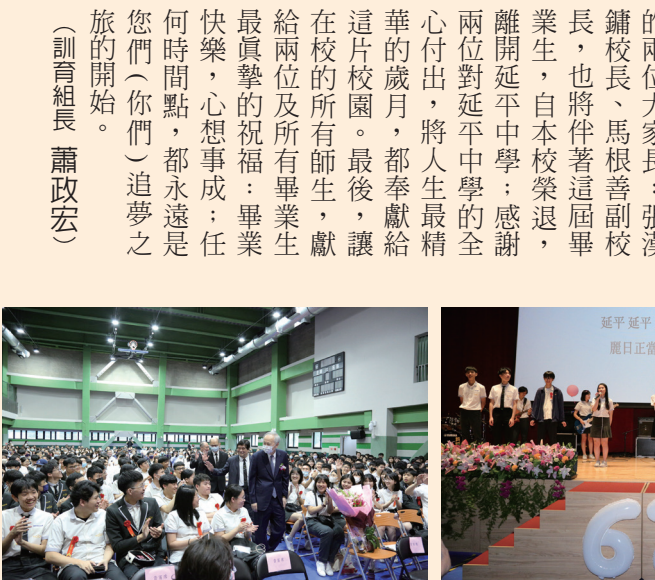 的兩位大家長：張漢
鏞校長、馬根善副校
長，也將伴著這屆畢
業生，自本校榮退，
離開延平中學；感謝
兩位對延平中學的全
心付出，將人生最精
華的歲月，都奉獻給
這片校園。最後，讓
在校的所有師生，獻
給兩位及所有畢業生
最眞摯的祝福：畢業
快樂，心想事成；任
何時間點，都永遠是
您們（你們）追夢之
旅的開始。
（訓育組長 蕭政宏）
延平 延平
麗日正當
6